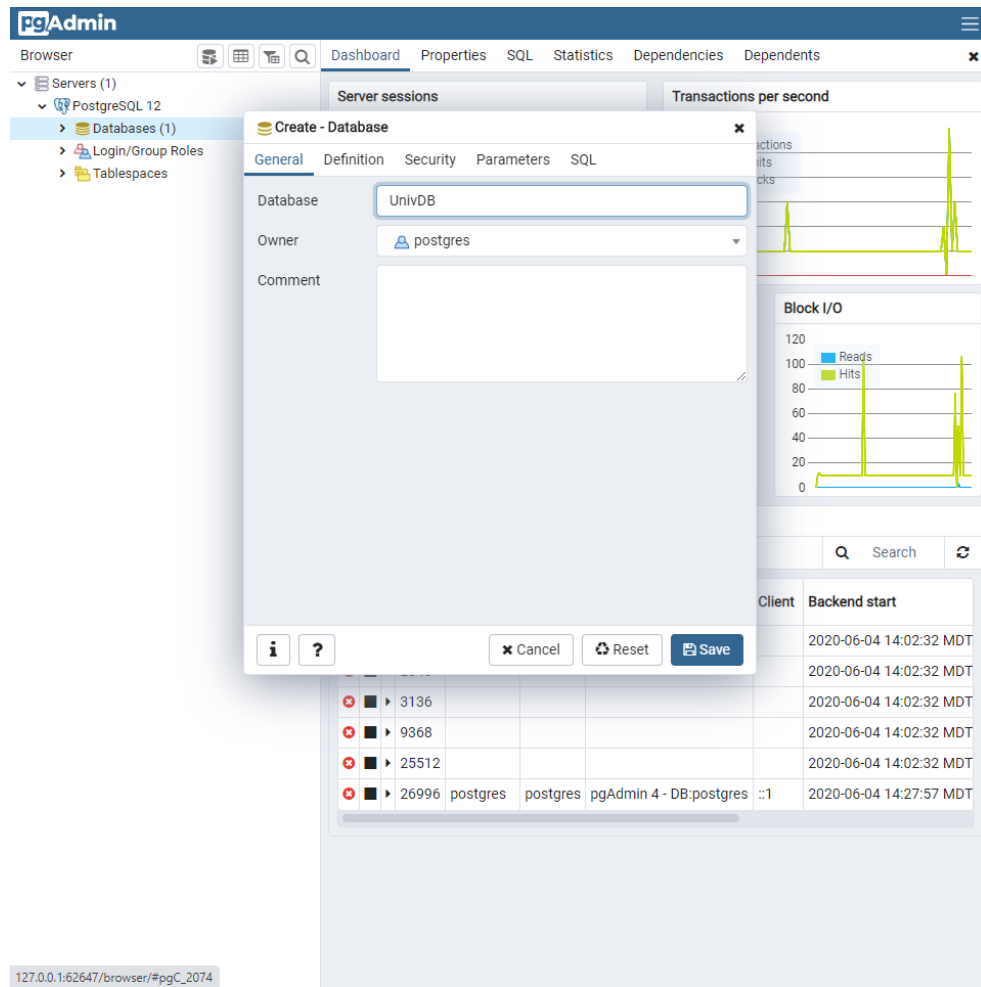 pgAdmin
Browser
Dashboard Properties SQL Statistics Dependencies Dependents
Servers (1)
PostgreSQL 12
Databases (1)
Login/Group Roles
Tablespaces
Server sessions
Transactions per second
Create - Database
General Definition Security Parameters SQL
Database UnivDB
Owner postgres
Comment
Block I/O
120
100
80
60
40
20
0
Reads
Hits
Search
i ? Cancel Reset Save
Client Backend start
2020-06-04 14:02:32 MDT
2020-06-04 14:02:32 MDT
3136 2020-06-04 14:02:32 MDT
9368 2020-06-04 14:02:32 MDT
25512 2020-06-04 14:02:32 MDT
26996 postgres postgres pgAdmin 4 - DB:postgres ::1 2020-06-04 14:27:57 MDT
127.0.0.1:62647/browser/#pgC_2074